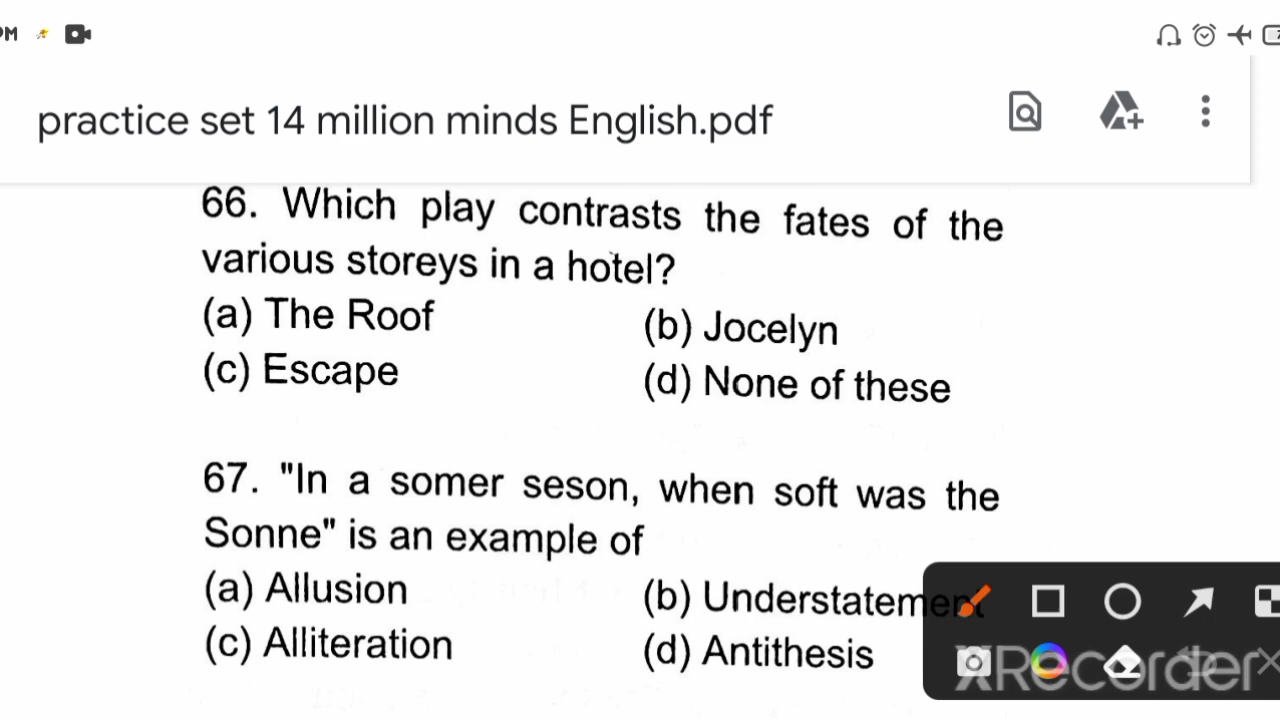 practice set 14 million minds English.pdf
66. Which play contrasts the fates of the
various storeys in a hotel?
(a) The Roof (b) Jocelyn
(c) Escape (d) None of these
67. "In a somer seson, when soft was the
Sonne" is an example of
(a) Allusion (b) Understatement
(c) Alliteration (d) Antithesis
XRecorder